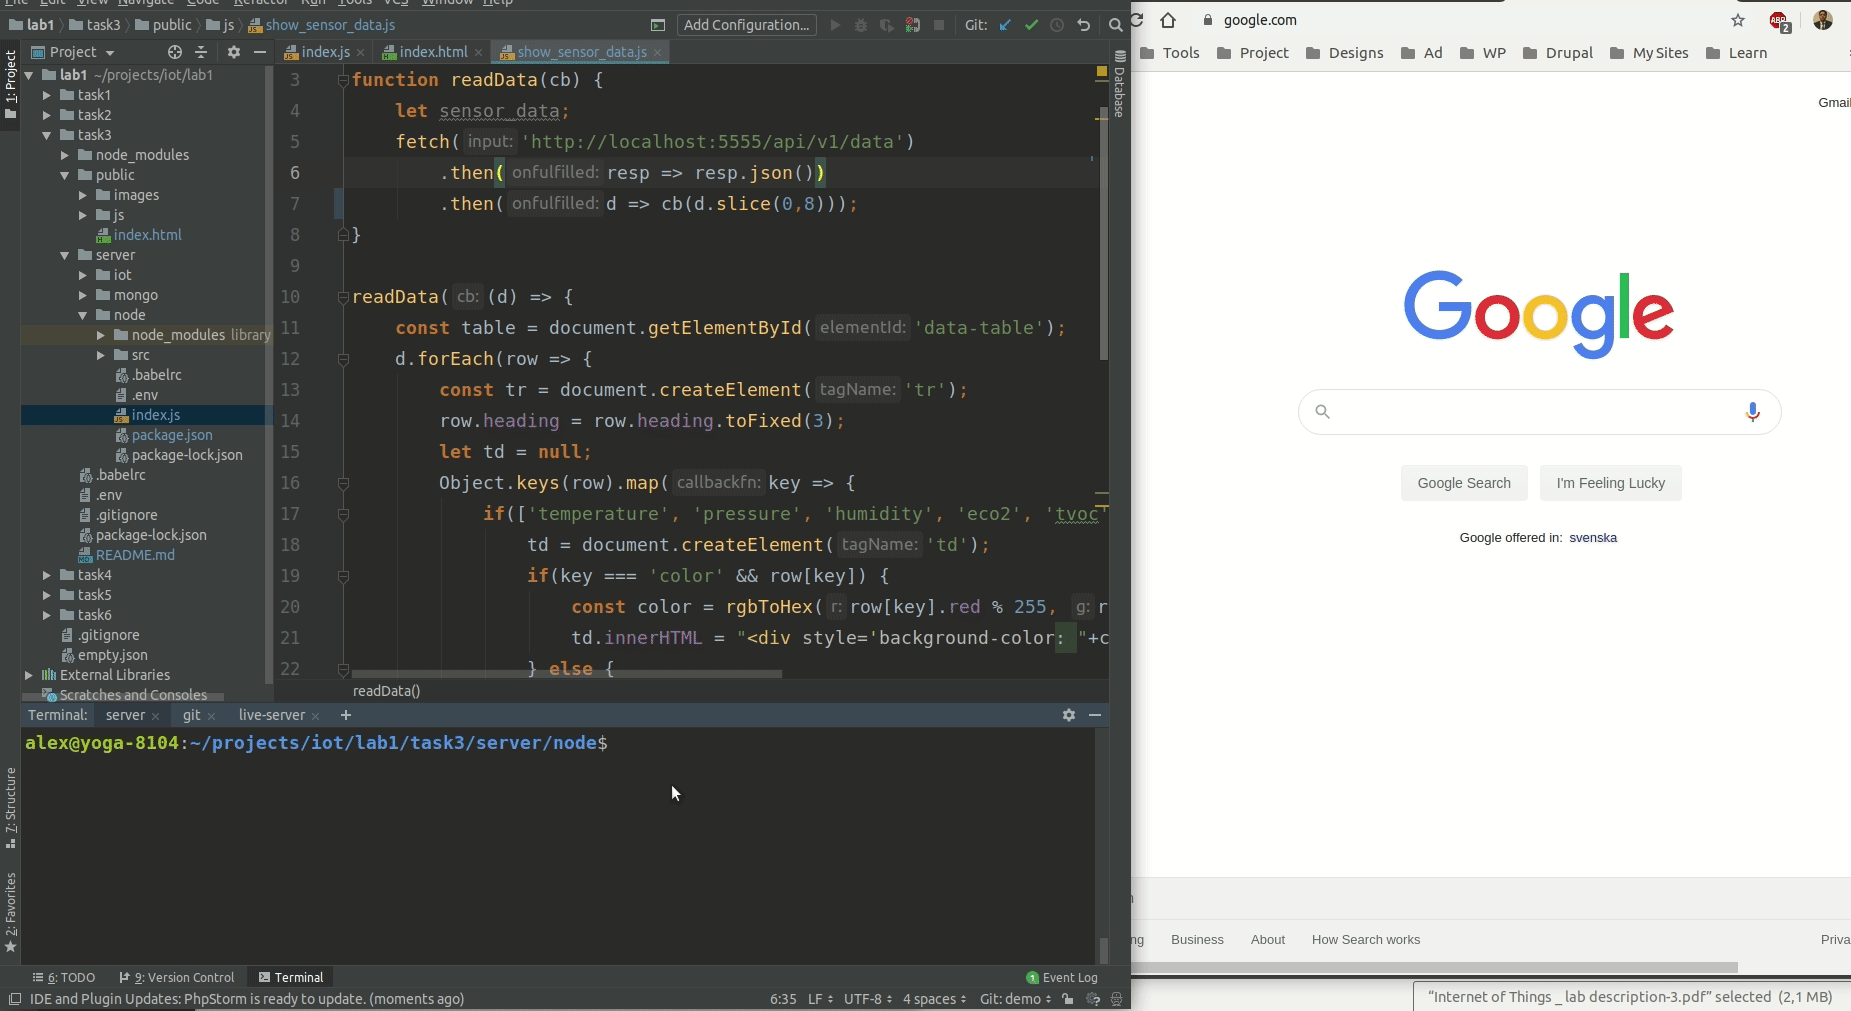 File Edit View Navigate Code Refactor Run Tools VCS Window Help
lab1 task3 public js show_sensor_data.js
Add Configuration...
Git:
google.com
2
Project
index.js
index.html
show_sensor_data.js
Tools Project Designs Ad WP Drupal My Sites Learn
1: Project
Database
7: Structure
2: Favorites
lab1 ~/projects/iot/lab1
task1
task2
task3
node_modules
public
images
js
index.html
server
iot
mongo
node
node_modules library
src
.babelrc
.env
index.js
package.json
package-lock.json
.babelrc
.env
.gitignore
package-lock.json
README.md
task4
task5
task6
.gitignore
empty.json
External Libraries
Scratches and Consoles
3 function readData(cb) {
4 let sensor_data;
5 fetch( input: 'http://localhost:5555/api/v1/data')
6 .then( onfulfilled: resp => resp.json())
7 .then( onfulfilled: d => cb(d.slice(0,8)));
8 }
9
10 readData( cb: (d) => {
11 const table = document.getElementById( elementId: 'data-table');
12 d.forEach(row => {
13 const tr = document.createElement( tagName: 'tr');
14 row.heading = row.heading.toFixed(3);
15 let td = null;
16 Object.keys(row).map( callbackfn: key => {
17 if(['temperature', 'pressure', 'humidity', 'eco2', 'tvoc'
18 td = document.createElement( tagName: 'td');
19 if(key === 'color' && row[key]) {
20 const color = rgbToHex( r: row[key].red % 255, g: r
21 td.innerHTML = "<div style='background-color: "+c
22 } else {
readData()
Terminal: server git live-server +
alex@yoga-8104:~/projects/iot/lab1/task3/server/node$
6: TODO 9: Version Control Terminal
1 Event Log
IDE and Plugin Updates: PhpStorm is ready to update. (moments ago)
6:35 LF UTF-8 4 spaces Git: demo
Gmail
Google
Google Search
I'm Feeling Lucky
Google offered in: svenska
ng Business About How Search works
Priva
"Internet of Things _ lab description-3.pdf" selected (2,1 MB)